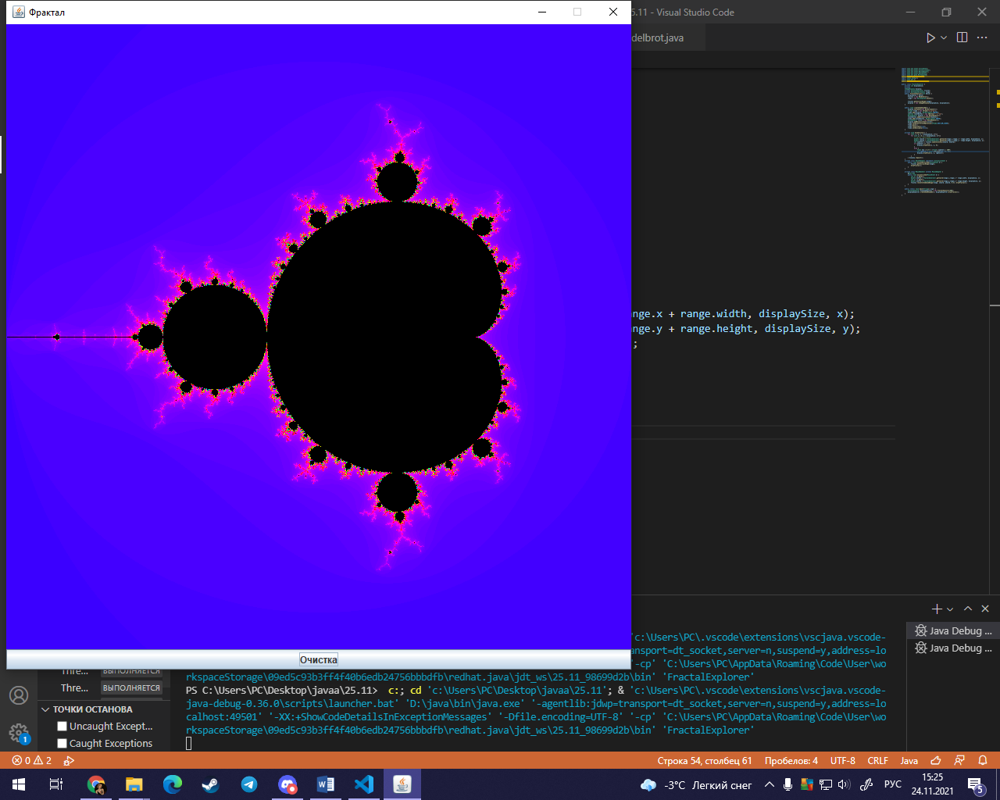 Фрактал
5.11 - Visual Studio Code
delbrot.java
nge.x + range.width, displaySize, x);
nge.y + range.height, displaySize, y);
);
Очистка
Thre...
ВЫПОЛНЯЕТСЯ
Thre...
ВЫПОЛНЯЕТСЯ
ТОЧКИ ОСТАНОВА
Uncaught Except...
Caught Exceptions
1
'c:\Users\PC\.vscode\extensions\vscjava.vscode-
ansport=dt_socket,server=n,suspend=y,address=lo
'-cp' 'C:\Users\PC\AppData\Roaming\Code\User\wo
rkspaceStorage\09ed5c93b3ff4f40b6edb24756bbbdfb\redhat.java\jdt_ws\25.11_98699d2b\bin' 'FractalExplorer'
PS C:\Users\PC\Desktop\javaa\25.11> c:; cd 'c:\Users\PC\Desktop\javaa\25.11'; & 'c:\Users\PC\.vscode\extensions\vscjava.vscode-
java-debug-0.36.0\scripts\launcher.bat' 'D:\java\bin\java.exe' '-agentlib:jdwp=transport=dt_socket,server=n,suspend=y,address=lo
calhost:49501' '-XX:+ShowCodeDetailsInExceptionMessages' '-Dfile.encoding=UTF-8' '-cp' 'C:\Users\PC\AppData\Roaming\Code\User\wo
rkspaceStorage\09ed5c93b3ff4f40b6edb24756bbbdfb\redhat.java\jdt_ws\25.11_98699d2b\bin' 'FractalExplorer'
Java Debug ...
Java Debug ...
0 2
Строка 54, столбец 61
Пробелов: 4
UTF-8
CRLF
Java
-3°C Легкий снег
РУС
15:25
24.11.2021
5